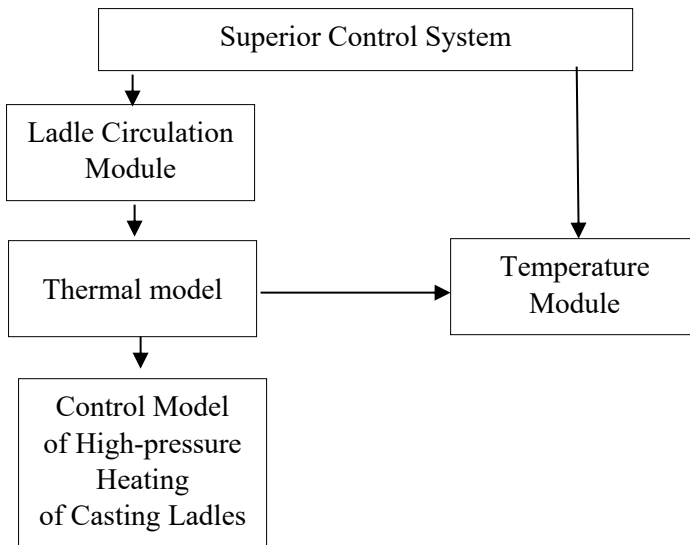 Superior Control System
Ladle Circulation
Module
Thermal model
Temperature
Module
Control Model
of High-pressure
Heating
of Casting Ladles